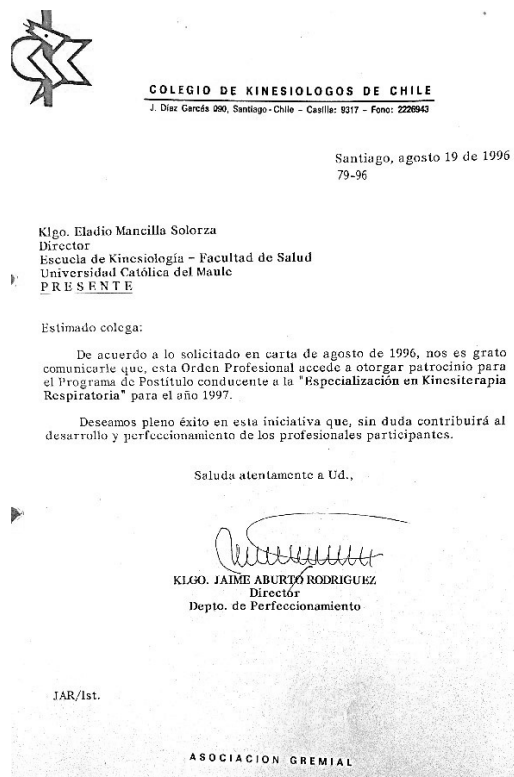 COLEGIO DE KINESIOLOGOS DE CHILE
J. Díaz Garcés 090, Santiago - Chile - Casilla: 9317 - Fono: 2226943
Santiago, agosto 19 de 1996
79-96
Klgo. Eladio Mancilla Solorza
Director
Escuela de Kinesiología - Facultad de Salud
Universidad Católica del Maule
PRESENTE
Estimado colega:
De acuerdo a lo solicitado en carta de agosto de 1996, nos es grato
comunicarle que, esta Orden Profesional accede a otorgar patrocinio para
el Programa de Postítulo conducente a la "Especialización en Kinesiterapia
Respiratoria" para el año 1997.
Deseamos pleno éxito en esta iniciativa que, sin duda contribuirá al
desarrollo y perfeccionamiento de los profesionales participantes.
Saluda atentamente a Ud.,
KLGO. JAIME ABURTO RODRIGUEZ
Director
Depto. de Perfeccionamiento
JAR/lst.
ASOCIACION GREMIAL